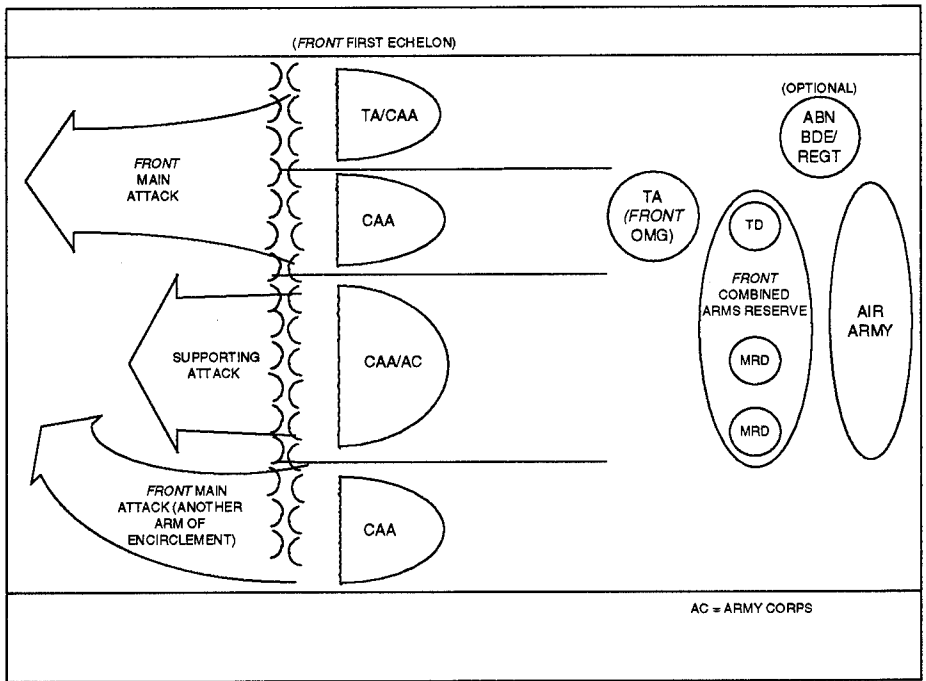 (FRONT FIRST ECHELON)
TA/CAA
(OPTIONAL)
ABN
BDE/
REGT
FRONT
MAIN
ATTACK
CAA
TA
(FRONT
OMG)
TD
FRONT
COMBINED
ARMS RESERVE
AIR
ARMY
SUPPORTING
ATTACK
CAA/AC
MRD
MRD
FRONT MAIN
ATTACK (ANOTHER
ARM OF
ENCIRCLEMENT)
CAA
AC = ARMY CORPS